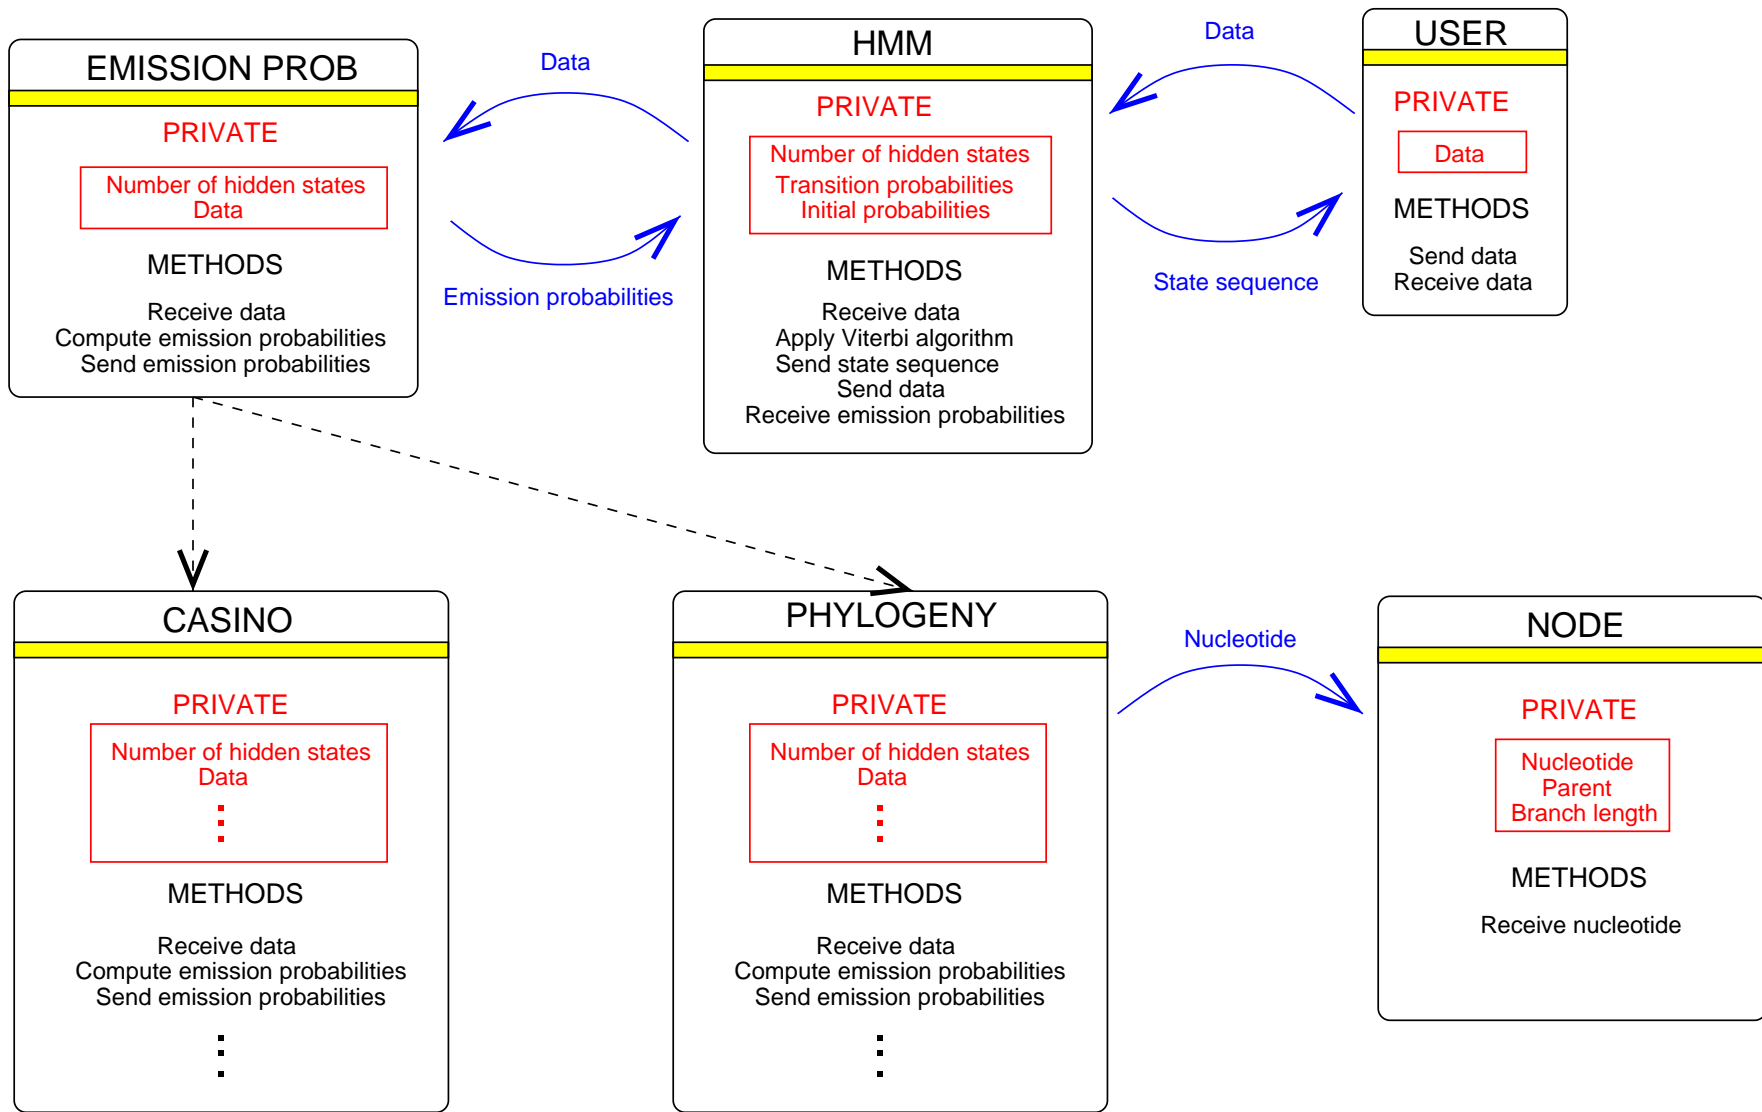 EMISSION PROB
PRIVATE
Number of hidden states
Data
METHODS
Receive data
Compute emission probabilities
Send emission probabilities
Data
Emission probabilities
HMM
PRIVATE
Number of hidden states
Transition probabilities
Initial probabilities
METHODS
Receive data
Apply Viterbi algorithm
Send state sequence
Send data
Receive emission probabilities
Data
State sequence
USER
PRIVATE
Data
METHODS
Send data
Receive data
CASINO
PRIVATE
Number of hidden states
Data
METHODS
Receive data
Compute emission probabilities
Send emission probabilities
PHYLOGENY
PRIVATE
Number of hidden states
Data
METHODS
Receive data
Compute emission probabilities
Send emission probabilities
Nucleotide
NODE
PRIVATE
Nucleotide
Parent
Branch length
METHODS
Receive nucleotide